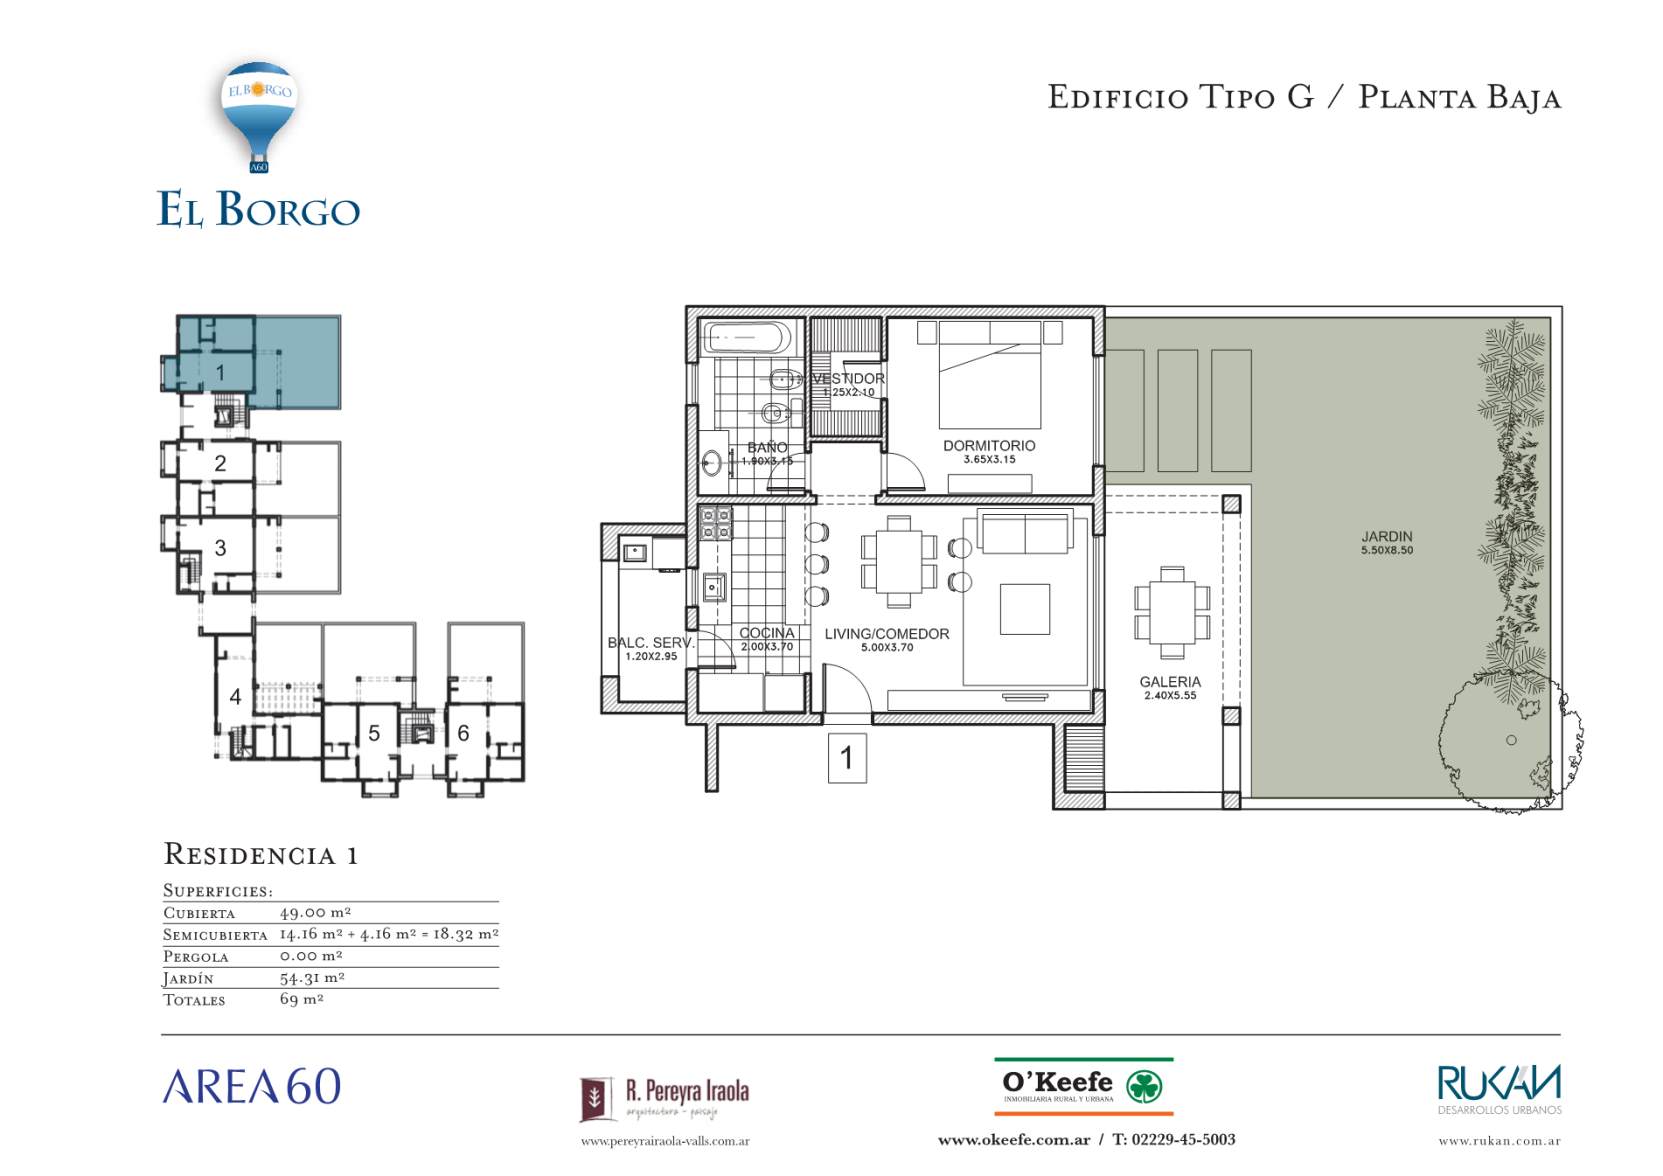 EL BORGO
A60
EL BORGO
EDIFICIO TIPO G / PLANTA BAJA
1
2
3
4
5
6
VESTIDOR
1.25X2.10
BAÑO
1.90X3.15
DORMITORIO
3.65X3.15
JARDIN
5.50X8.50
BALC. SERV.
1.20X2.95
COCINA
2.00X3.70
LIVING/COMEDOR
5.00X3.70
GALERIA
2.40X5.55
1
RESIDENCIA 1
SUPERFICIES:
CUBIERTA 49.00 m²
SEMICUBIERTA 14.16 m² + 4.16 m² = 18.32 m²
PERGOLA 0.00 m²
JARDÍN 54.31 m²
TOTALES 69 m²
AREA60
R. Pereyra Iraola
arquitectura - paisaje
www.pereyrairaola-valls.com.ar
O'Keefe
INMOBILIARIA RURAL Y URBANA
www.okeefe.com.ar / T: 02229-45-5003
RUKAN
DESARROLLOS URBANOS
www.rukan.com.ar